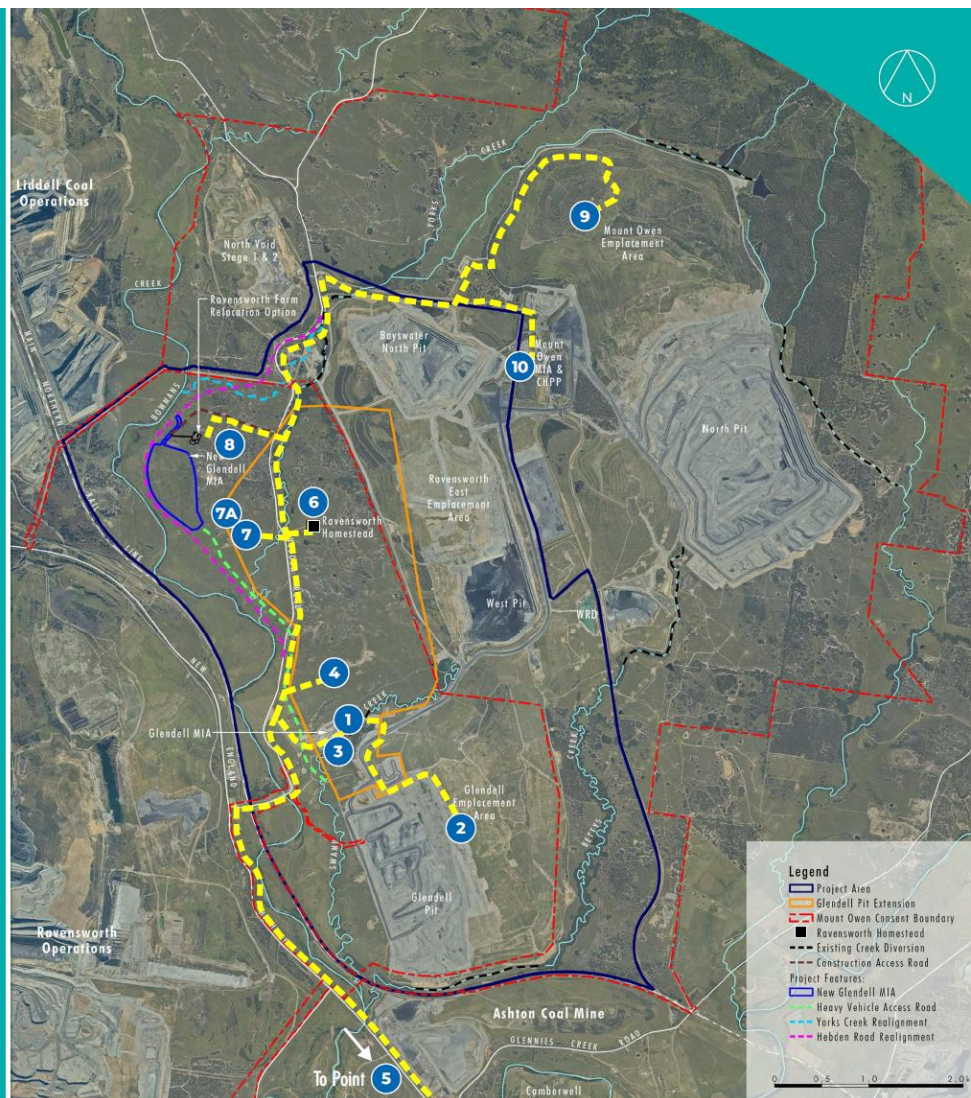 N
Liddell Coal
Operations
CREEK
YORKS
9
Mount Owen
Emplacement
Area
North Void
Stage 1 & 2
CREEK
Ravensworth Farm
Relocation Option
MAIN
NORTHERN
Bayswater
North Pit
Mount
Owen
MIA &
CHPP
10
BOWMANS
North Pit
8
New
Glendell
MIA
Ravensworth
East
Emplacement
Area
6
7A
Ravensworth
Homestead
7
RAIL
LINE
West Pit
WRD
NEW
4
CREEK
1
Glendell MIA
3
ENGLAND
CREEK
Glendell
Emplacement
Area
2
BETTYS
SWAMP
Glendell
Pit
Ravensworth
Operations
Ashton Coal Mine
GLENNIES CREEK ROAD
To Point 5
Camberwell
Legend
Project Area
Glendell Pit Extension
Mount Owen Consent Boundary
Ravensworth Homestead
Existing Creek Diversion
Construction Access Road
Project Features:
New Glendell MIA
Heavy Vehicle Access Road
Yorks Creek Realignment
Hebden Road Realignment
0 0.5 1.0 2.0k